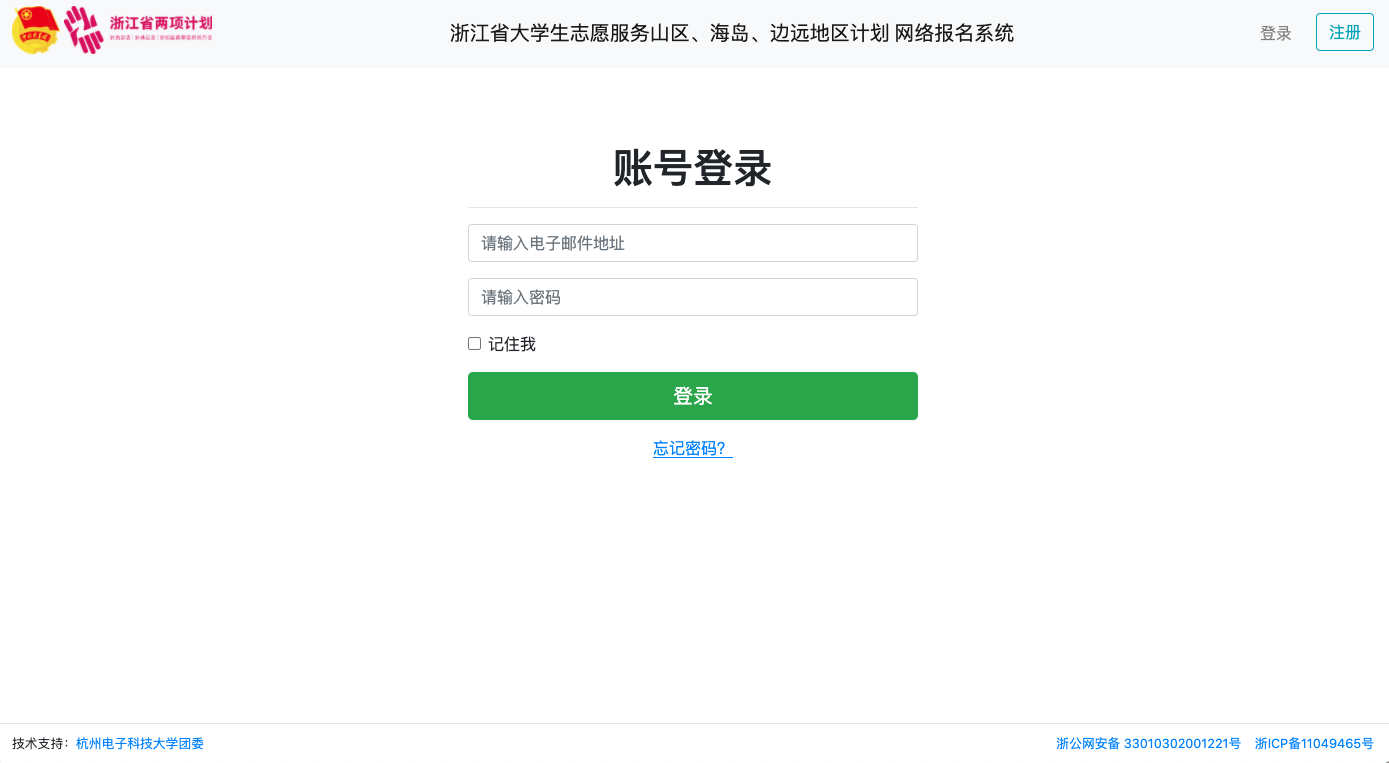 浙江省两项计划
浙江省大学生志愿服务山区、海岛、边远地区计划 网络报名系统
登录
注册
账号登录
请输入电子邮件地址
请输入密码
记住我
登录
忘记密码？
技术支持：杭州电子科技大学团委
浙公网安备 33010302001221号 浙ICP备11049465号